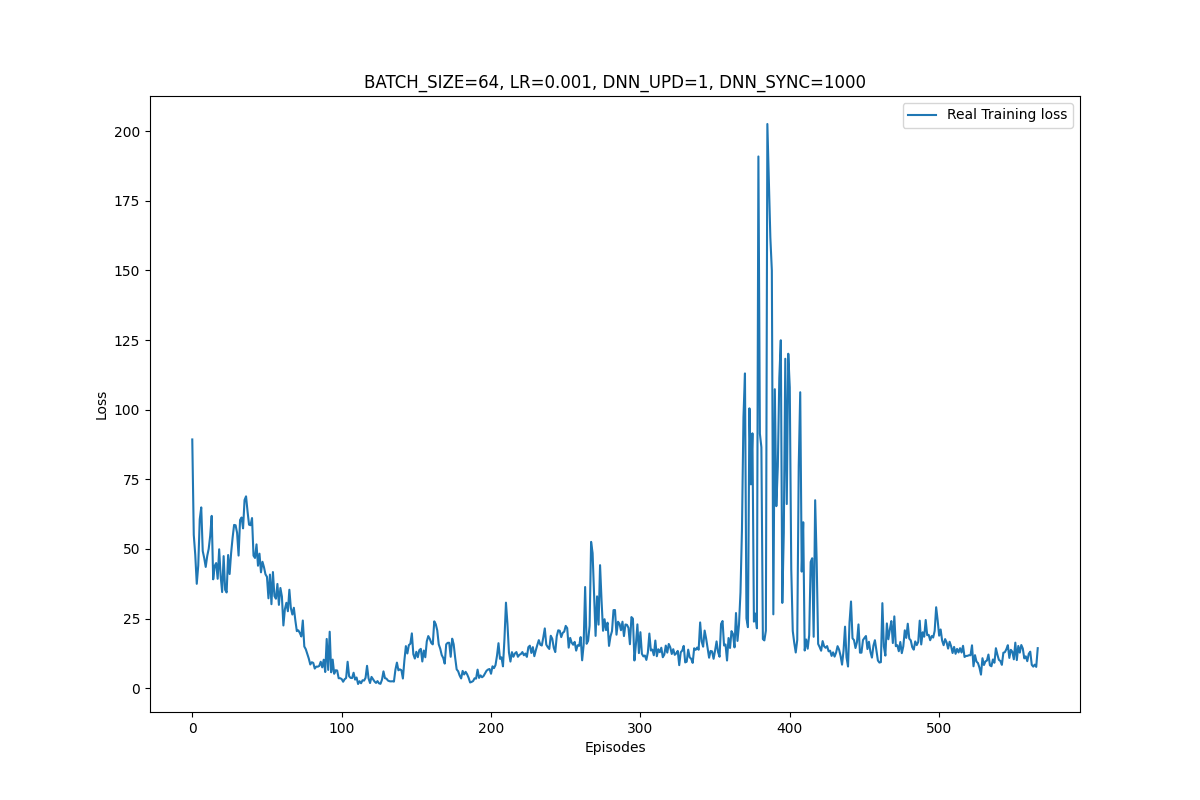 BATCH_SIZE=64, LR=0.001, DNN_UPD=1, DNN_SYNC=1000
Real Training loss
200
175
150
125
100
75
50
25
0
Loss
0 100 200 300 400 500
Episodes